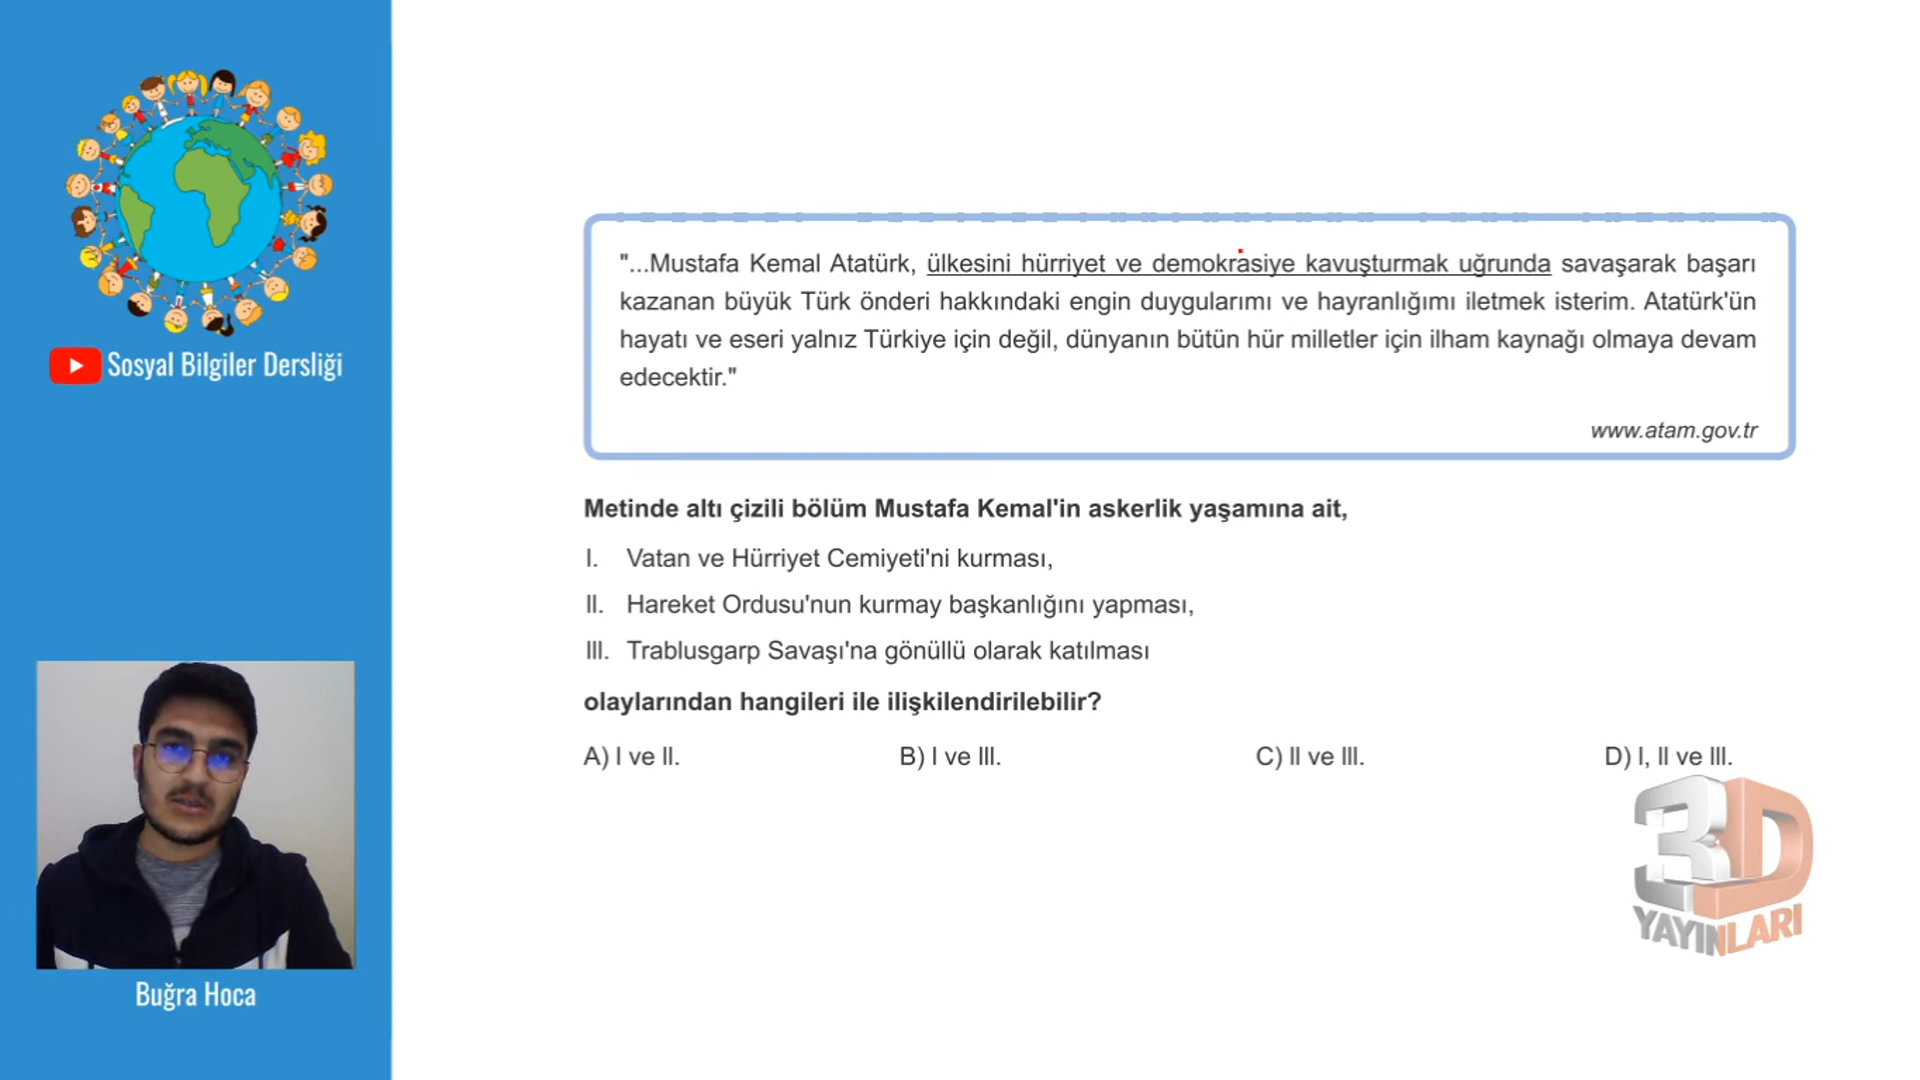 Sosyal Bilgiler Dersliği
Buğra Hoca
"...Mustafa Kemal Atatürk, ülkesini hürriyet ve demokrasiye kavuşturmak uğrunda savaşarak başarı
kazanan büyük Türk önderi hakkındaki engin duygularımı ve hayranlığımı iletmek isterim. Atatürk'ün
hayatı ve eseri yalnız Türkiye için değil, dünyanın bütün hür milletler için ilham kaynağı olmaya devam
edecektir."
www.atam.gov.tr
Metinde altı çizili bölüm Mustafa Kemal'in askerlik yaşamına ait,
I. Vatan ve Hürriyet Cemiyeti'ni kurması,
II. Hareket Ordusu'nun kurmay başkanlığını yapması,
III. Trablusgarp Savaşı'na gönüllü olarak katılması
olaylarından hangileri ile ilişkilendirilebilir?
A) I ve II. B) I ve III. C) II ve III. D) I, II ve III.
3D
YAYINLARI